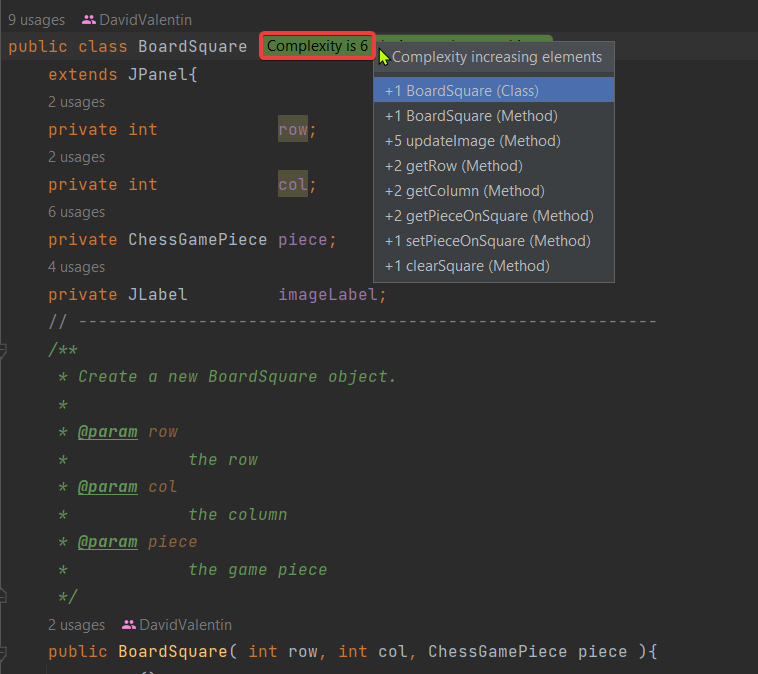 9 usages DavidValentin
public class BoardSquare Complexity is 6
Complexity increasing elements
extends JPanel{
+1 BoardSquare (Class)
2 usages
+1 BoardSquare (Method)
private int row;
+5 updateImage (Method)
2 usages
+2 getRow (Method)
private int col;
+2 getColumn (Method)
6 usages
+2 getPieceOnSquare (Method)
private ChessGamePiece piece;
+1 setPieceOnSquare (Method)
4 usages
+1 clearSquare (Method)
private JLabel imageLabel;
// ----------------------------------------------------------
/**
* Create a new BoardSquare object.
*
* @param row
* the row
* @param col
* the column
* @param piece
* the game piece
*/
2 usages DavidValentin
public BoardSquare( int row, int col, ChessGamePiece piece ){